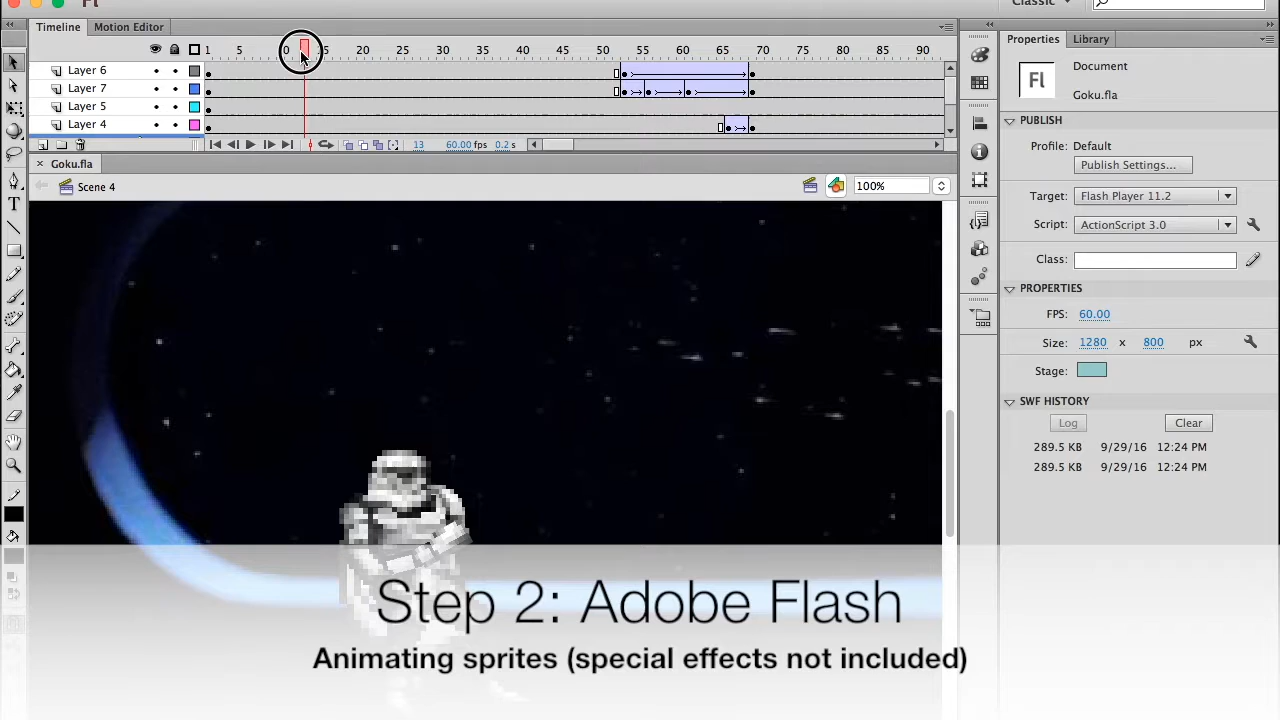 Fl
Classic
Timeline
Motion Editor
1 5 0 15 20 25 30 35 40 45 50 55 60 65 70 75 80 85 90
Layer 6
Layer 7
Layer 5
Layer 4
13 60.00 fps 0.2 s
Goku.fla
Scene 4
100%
T
Properties
Library
Fl
Document
Goku.fla
PUBLISH
Profile: Default
Publish Settings...
Target: Flash Player 11.2
Script: ActionScript 3.0
Class:
PROPERTIES
FPS: 60.00
Size: 1280 x 800 px
Stage:
SWF HISTORY
Log
Clear
289.5 KB 9/29/16 12:24 PM
289.5 KB 9/29/16 12:24 PM
Step 2: Adobe Flash
Animating sprites (special effects not included)